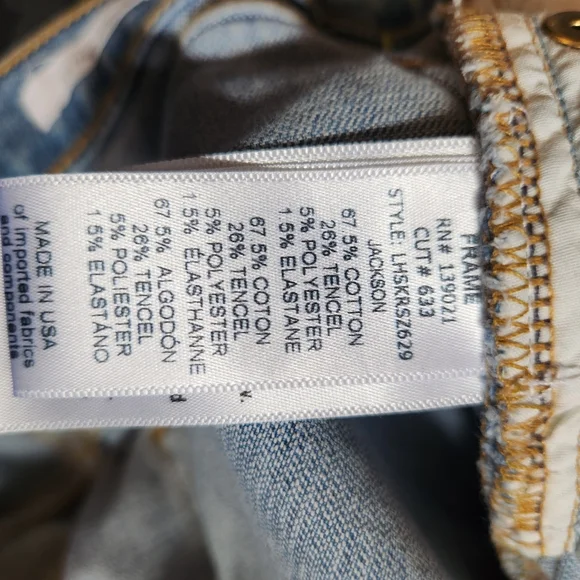 FRAME
RN# 139021
CUT # 633
STYLE: LHSKRSZ629
JACKSON
67.5% COTTON
26% TENCEL
5% POLYESTER
1.5% ELASTANE
67.5% COTON
26% TENCEL
5% POLYESTER
1.5% ÉLASTHANNE
67.5% ALGODÓN
26% TENCEL
5% POLYESTER
1.5% ELASTANO
MADE IN USA
of imported fabrics
and components